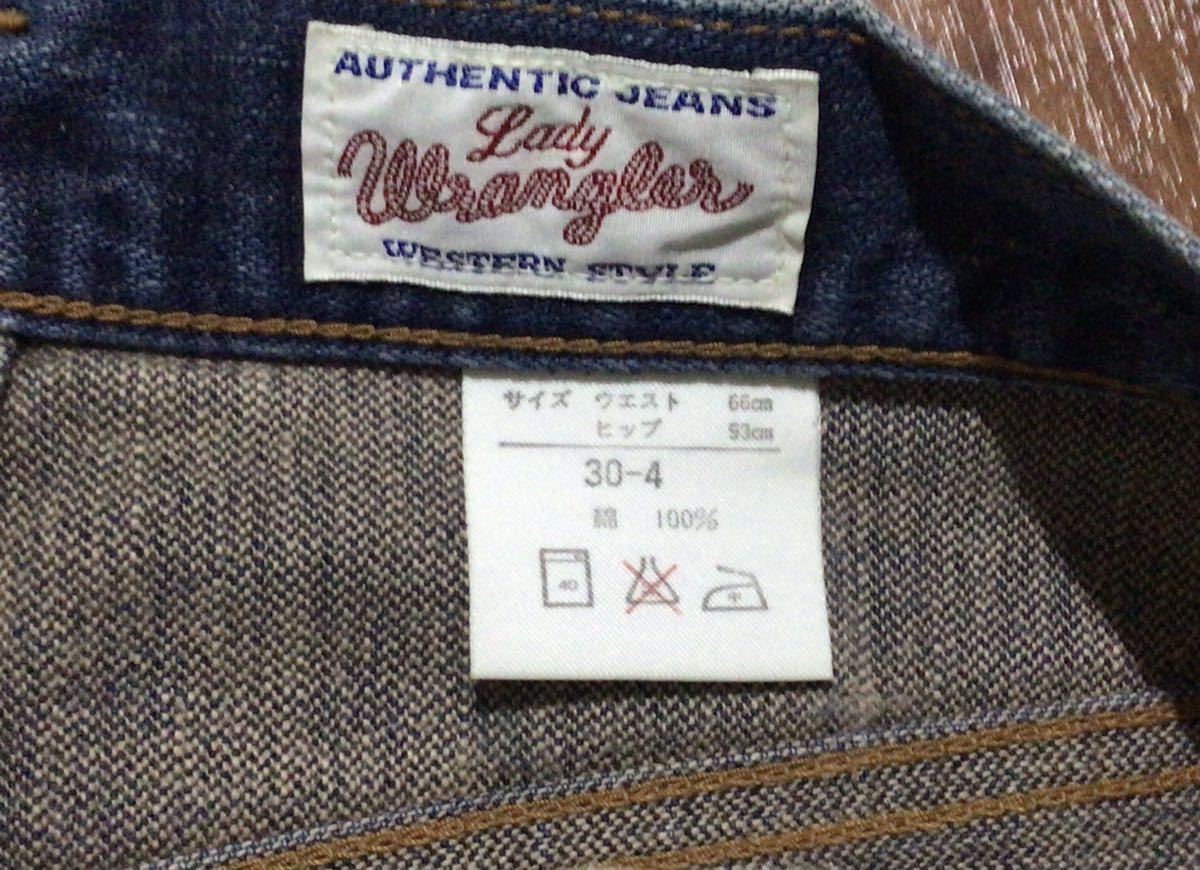 AUTHENTIC JEANS
Lady
Wrangler
WESTERN STYLE
サイズ ウエスト 66cm
ヒップ 93cm
30-4
綿 100%
40